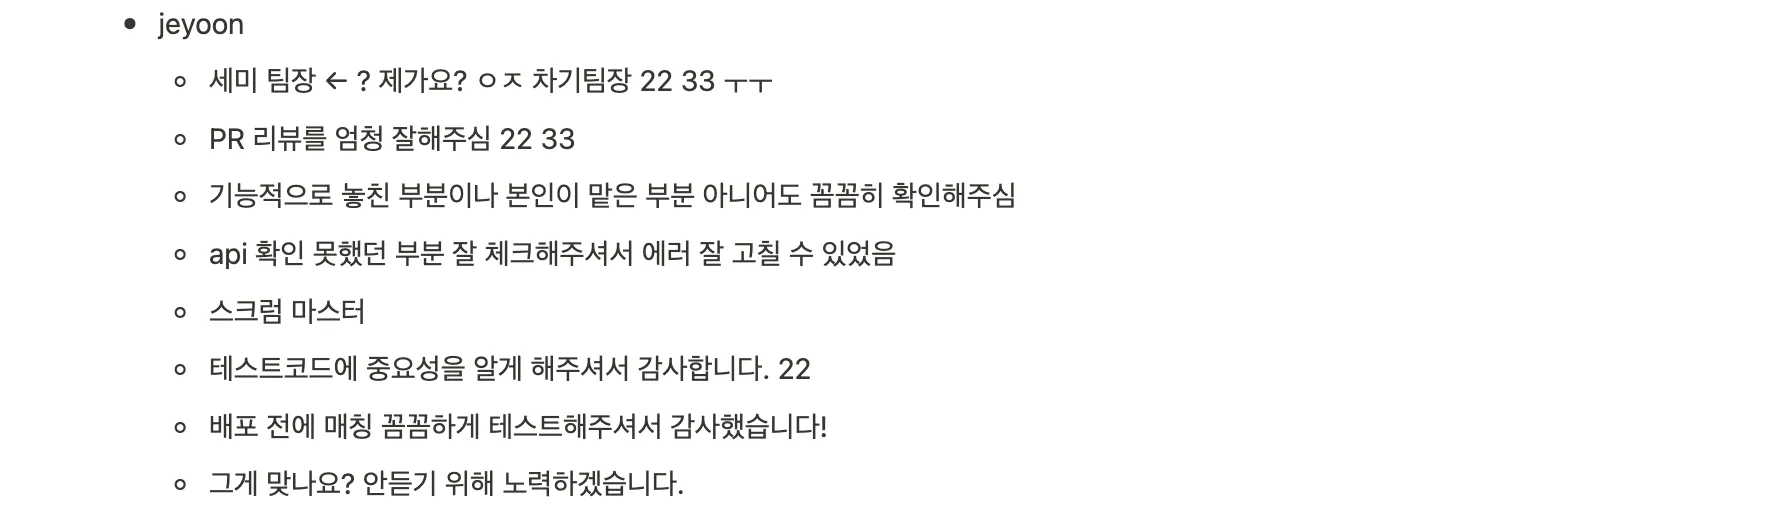 jeyoon
세미 팀장 ← ? 제가요? ㅇㅈ 차기팀장 22 33 ㅜㅜ
PR 리뷰를 엄청 잘해주심 22 33
기능적으로 놓친 부분이나 본인이 맡은 부분 아니어도 꼼꼼히 확인해주심
api 확인 못했던 부분 잘 체크해주셔서 에러 잘 고칠 수 있었음
스크럼 마스터
테스트코드에 중요성을 알게 해주셔서 감사합니다. 22
배포 전에 매칭 꼼꼼하게 테스트해주셔서 감사했습니다!
그게 맞나요? 안듣기 위해 노력하겠습니다.